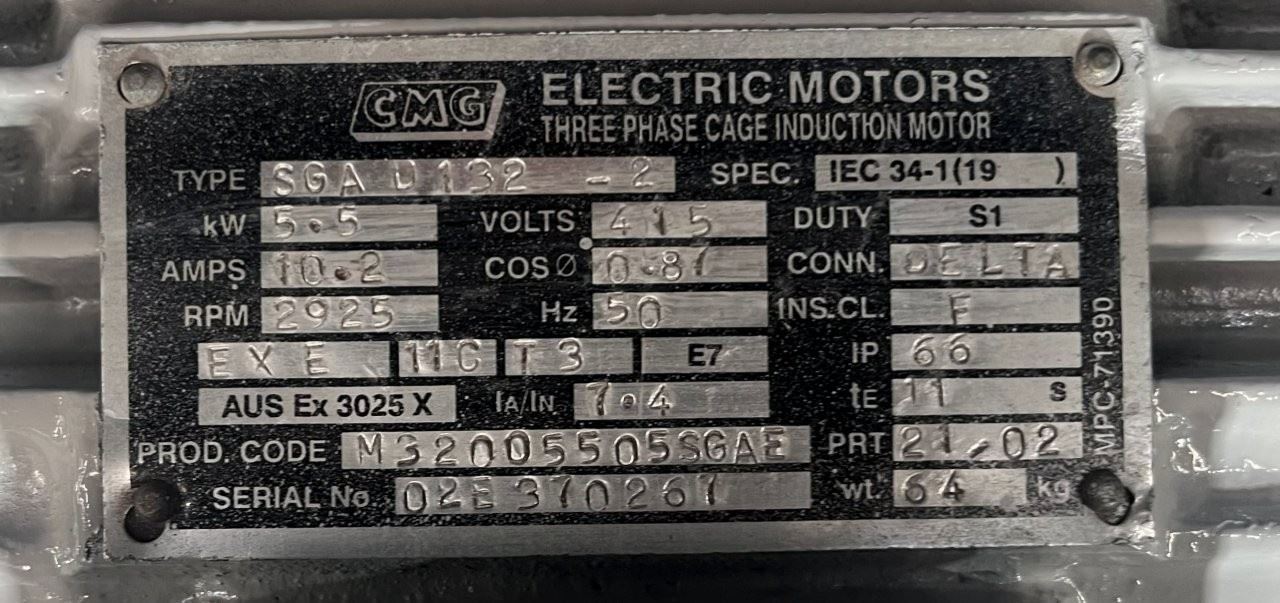 CMG ELECTRIC MOTORS
THREE PHASE CAGE INDUCTION MOTOR
TYPE SGA D132 -2 SPEC. IEC 34-1(19 )
kW 5.5 VOLTS 415 DUTY S1
AMPS 10.2 COSØ 0.87 CONN. DELTA
RPM 2925 Hz 50 INS.CL. F
EXE 11G T3 E7 IP 66
AUS Ex 3025 X IA/IN 7.4 tE 11 s
PROD. CODE M32005505SGAE PRT 21.02
SERIAL No 02E370267 wt. 64 kg
MPC-71390